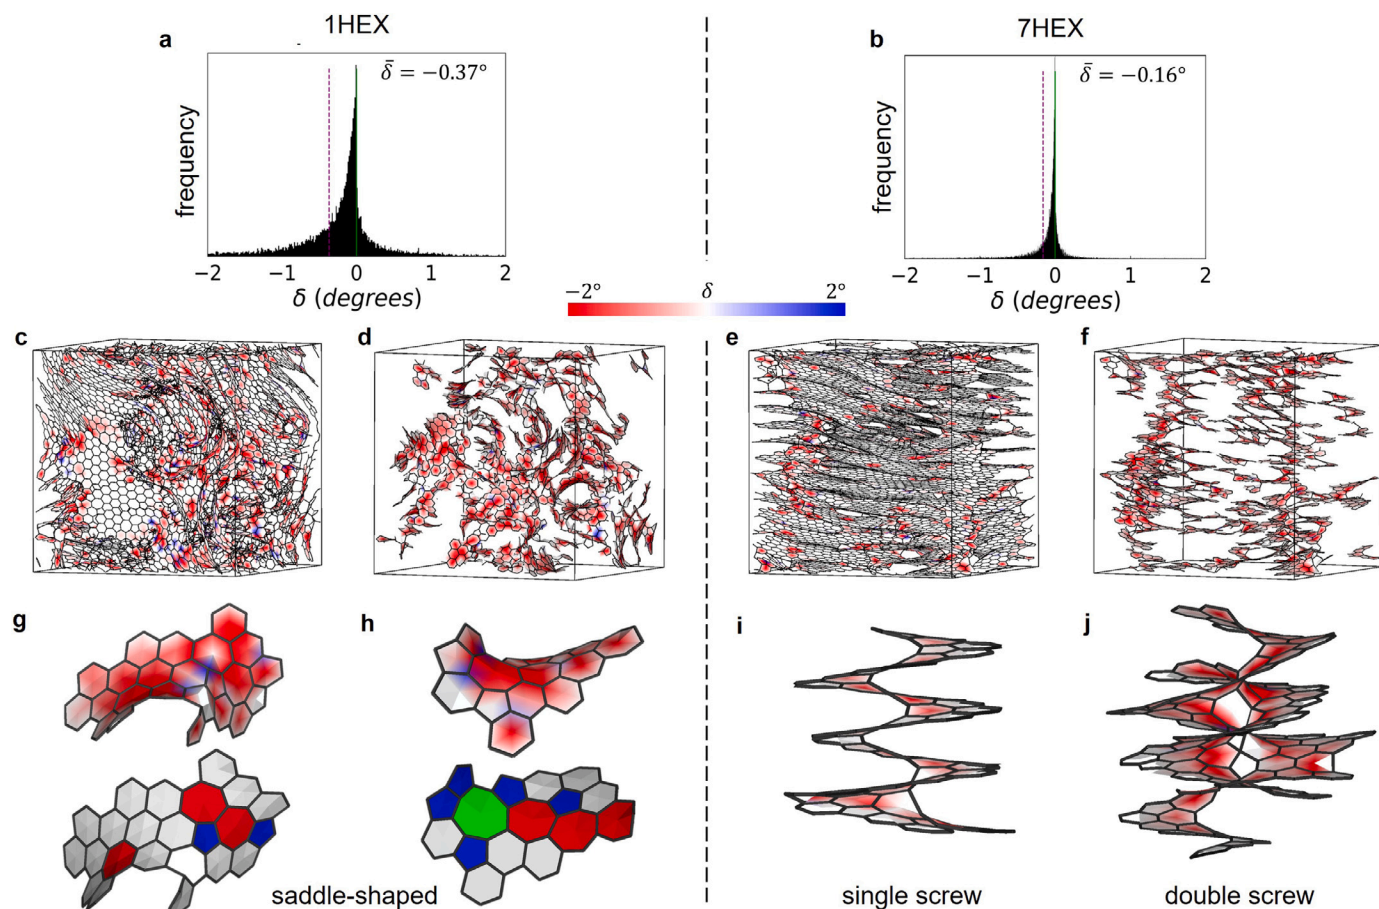 1HEX
7HEX
a
δ̄ = −0.37°
frequency
−2 −1 0 1 2
δ (degrees)
b
δ̄ = −0.16°
frequency
−2 −1 0 1 2
δ (degrees)
−2° δ 2°
c
d
e
f
g
h
i
j
saddle-shaped
single screw
double screw